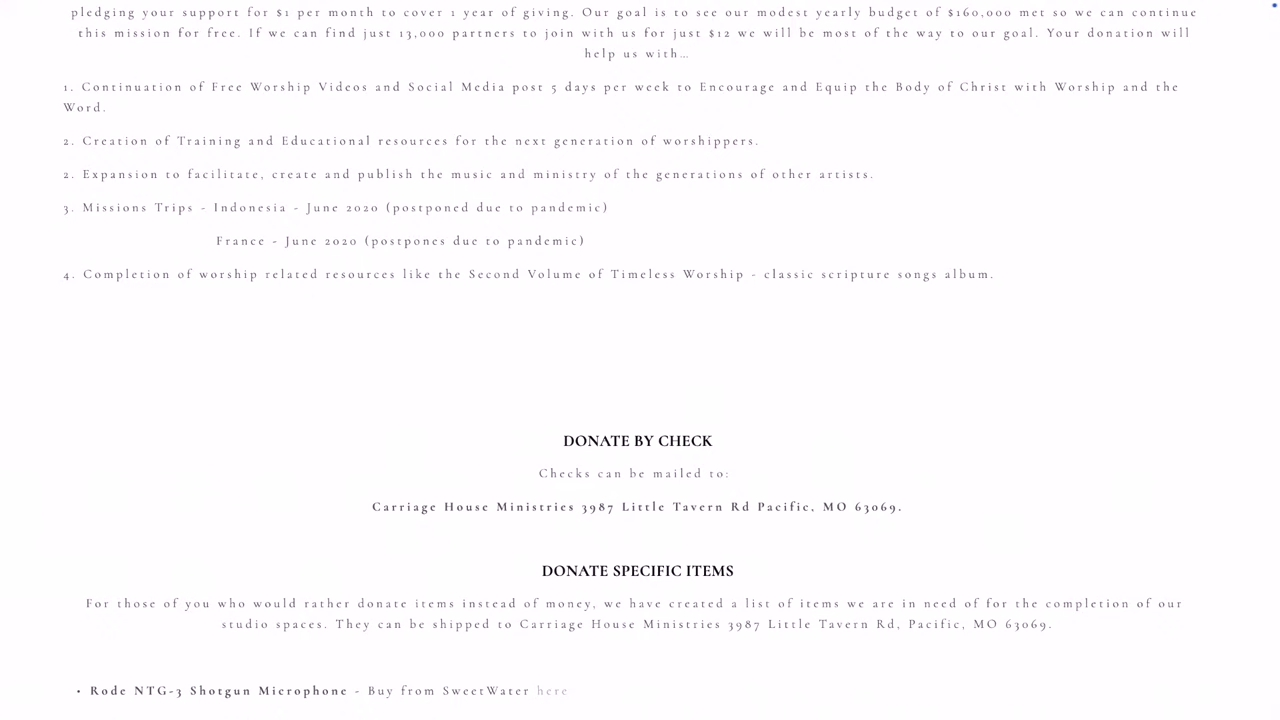 pledging your support for $1 per month to cover 1 year of giving. Our goal is to see our modest yearly budget of $160,000 met so we can continue
this mission for free. If we can find just 13,000 partners to join with us for just $12 we will be most of the way to our goal. Your donation will
help us with…
1. Continuation of Free Worship Videos and Social Media post 5 days per week to Encourage and Equip the Body of Christ with Worship and the
Word.
2. Creation of Training and Educational resources for the next generation of worshippers.
2. Expansion to facilitate, create and publish the music and ministry of the generations of other artists.
3. Missions Trips - Indonesia - June 2020 (postponed due to pandemic)
France - June 2020 (postpones due to pandemic)
4. Completion of worship related resources like the Second Volume of Timeless Worship - classic scripture songs album.
DONATE BY CHECK
Checks can be mailed to:
Carriage House Ministries 3987 Little Tavern Rd Pacific, MO 63069.
DONATE SPECIFIC ITEMS
For those of you who would rather donate items instead of money, we have created a list of items we are in need of for the completion of our
studio spaces. They can be shipped to Carriage House Ministries 3987 Little Tavern Rd, Pacific, MO 63069.
• Rode NTG-3 Shotgun Microphone - Buy from SweetWater here